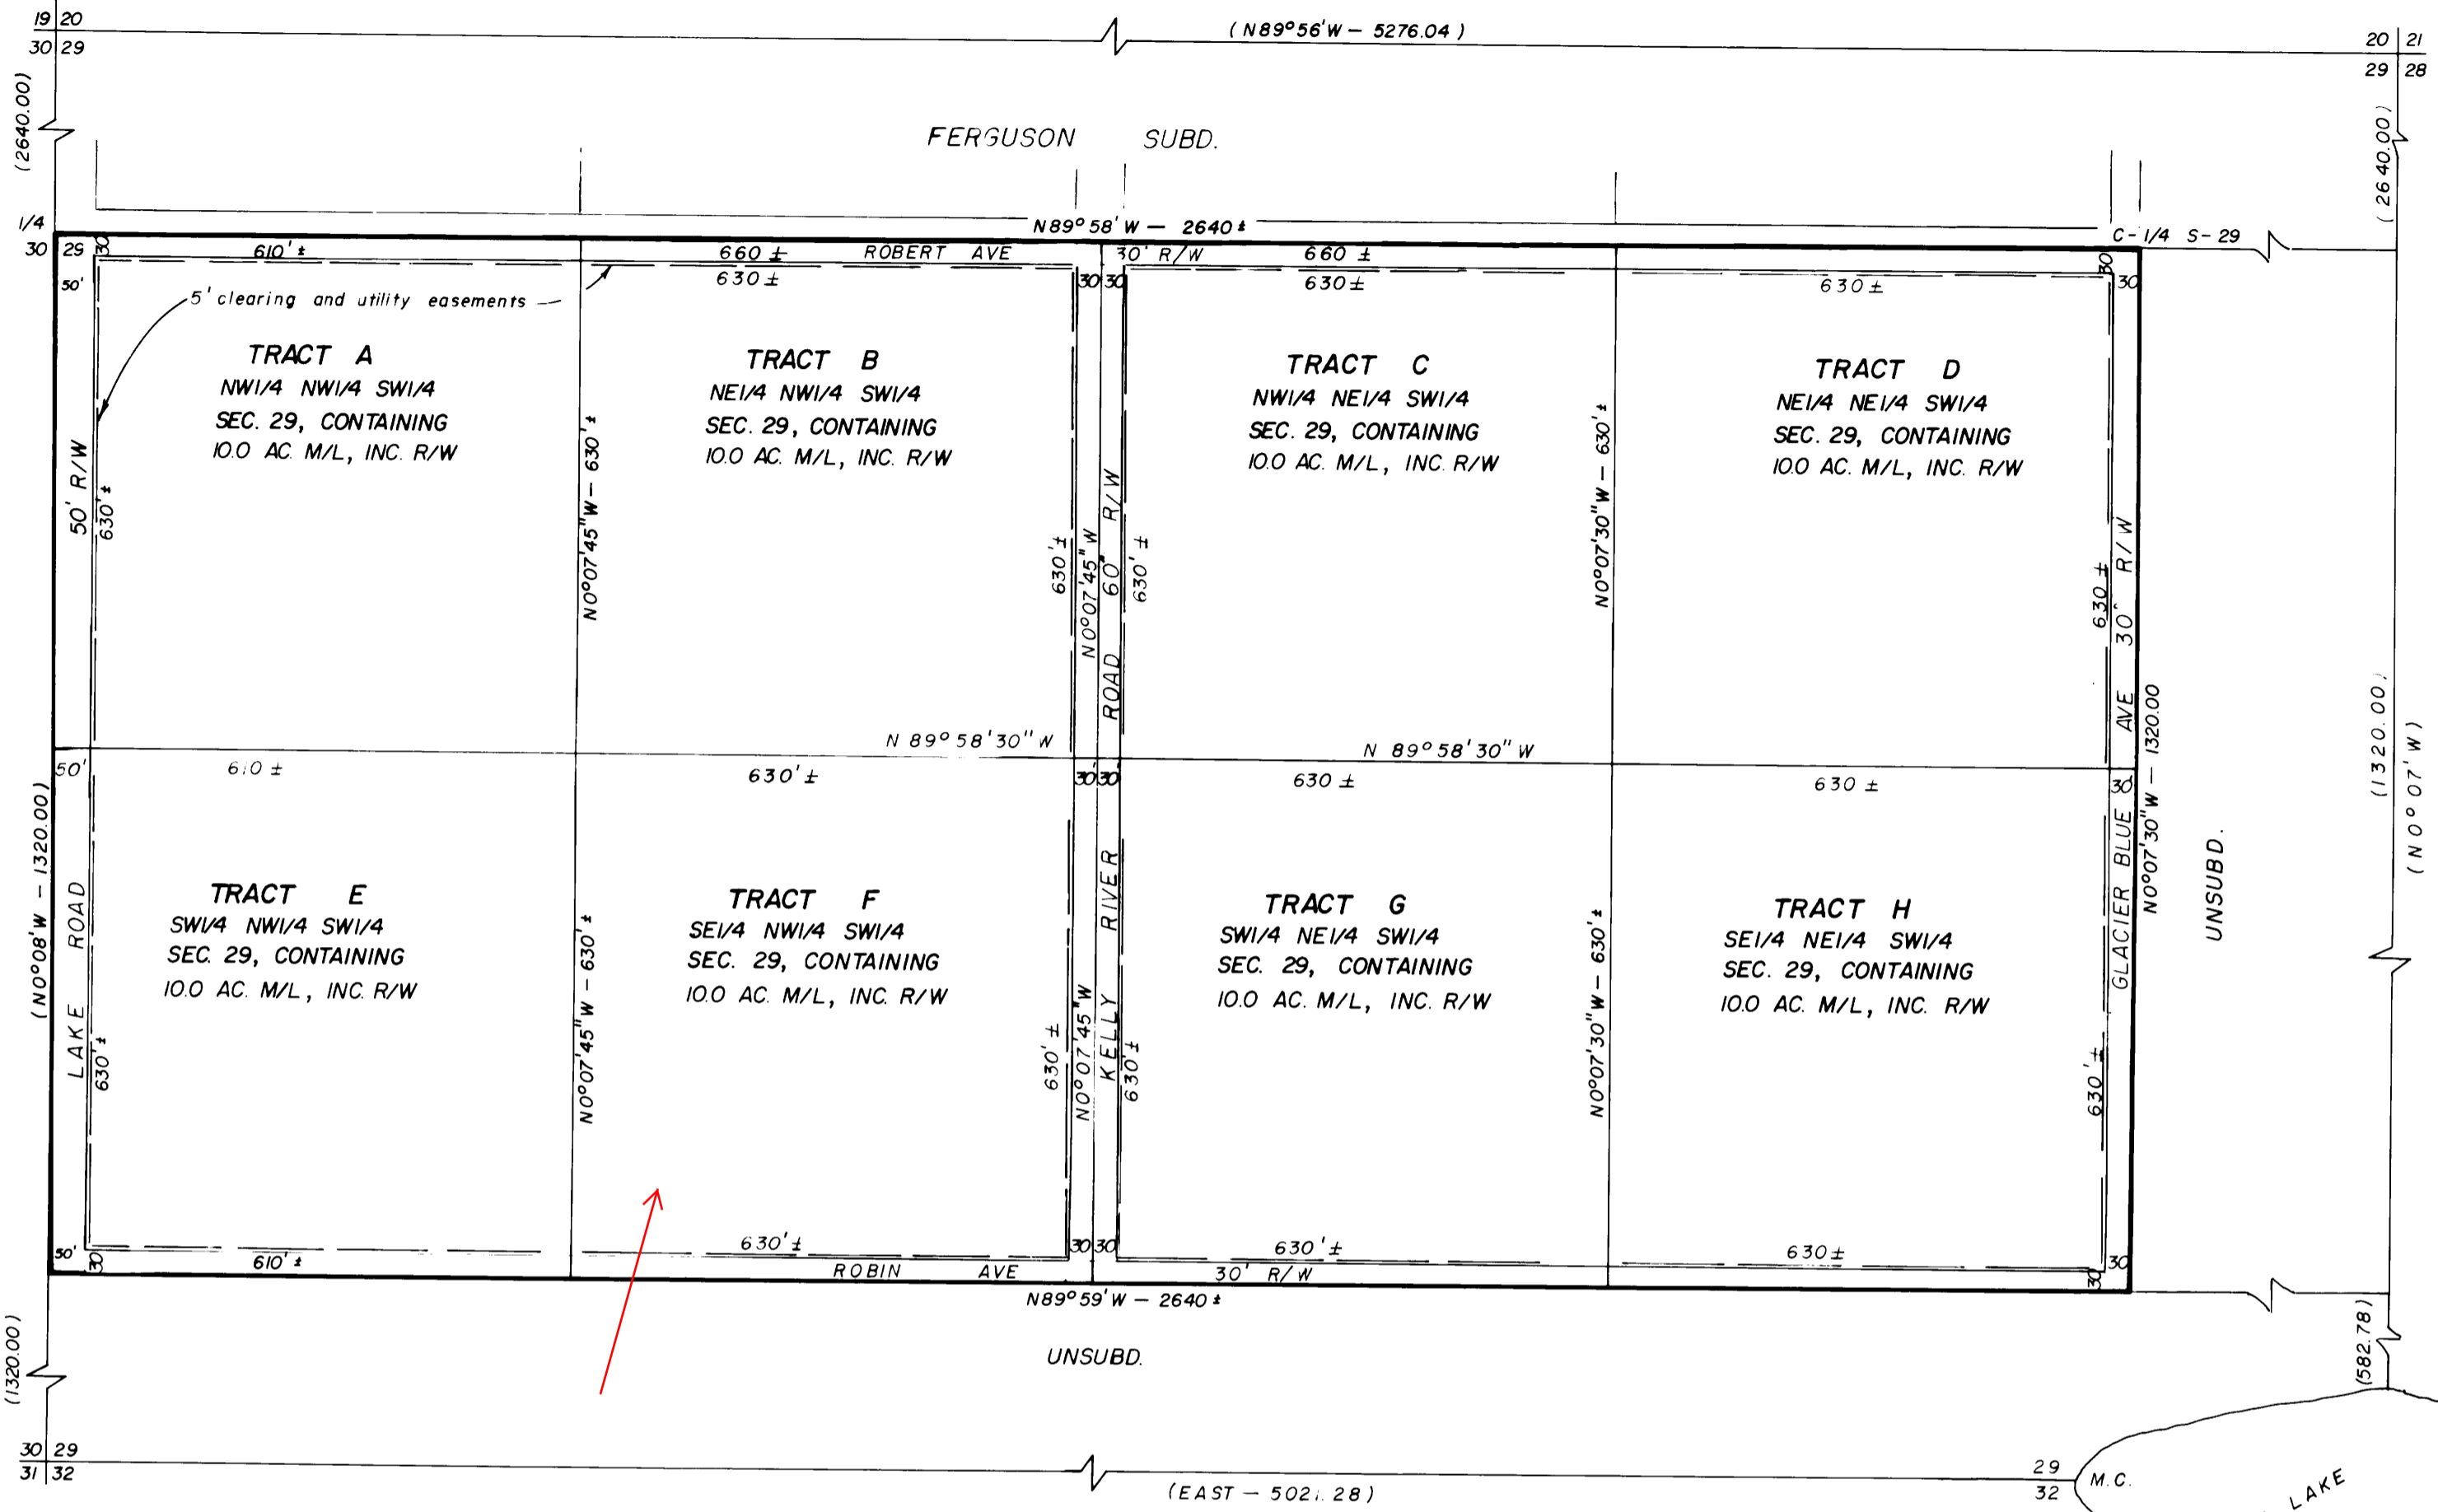 19 20
30 29
(N89°56'W — 5276.04)
20 21
29 28
(2640.00)
(2640.00)
FERGUSON SUBD.
1/4
30 29
N89°58'W — 2640 ±
C-1/4 S-29
30
610' ±
660 ±
ROBERT AVE
30' R/W
660 ±
30
50'
630 ±
30 30
630 ±
630 ±
30
5' clearing and utility easements
TRACT A
NW1/4 NW1/4 SW1/4
SEC. 29, CONTAINING
10.0 AC. M/L, INC. R/W
TRACT B
NE1/4 NW1/4 SW1/4
SEC. 29, CONTAINING
10.0 AC. M/L, INC. R/W
TRACT C
NW1/4 NE1/4 SW1/4
SEC. 29, CONTAINING
10.0 AC. M/L, INC. R/W
TRACT D
NE1/4 NE1/4 SW1/4
SEC. 29, CONTAINING
10.0 AC. M/L, INC. R/W
50' R/W
630' ±
N0°07'45"W — 630' ±
630' ±
N0°07'45"W
630' ±
N0°07'30"W — 630' ±
630 ±
N 89°58'30" W
N 89°58'30" W
50'
610 ±
630' ±
30' 30'
630 ±
630 ±
30'
(N0°08'W — 1320.00)
LAKE ROAD
KELLY RIVER ROAD 60' R/W
GLACIER BLUE AVE 30' R/W
N0°07'30"W — 1320.00
UNSUBD.
(1320.00)
(N0°07'W)
TRACT E
SW1/4 NW1/4 SW1/4
SEC. 29, CONTAINING
10.0 AC. M/L, INC. R/W
TRACT F
SE1/4 NW1/4 SW1/4
SEC. 29, CONTAINING
10.0 AC. M/L, INC. R/W
TRACT G
SW1/4 NE1/4 SW1/4
SEC. 29, CONTAINING
10.0 AC. M/L, INC. R/W
TRACT H
SE1/4 NE1/4 SW1/4
SEC. 29, CONTAINING
10.0 AC. M/L, INC. R/W
630' ±
N0°07'45"W — 630' ±
630' ±
N0°07'45"W
630' ±
N0°07'30"W — 630' ±
630' ±
50'
30
610' ±
630' ±
30 30
630' ±
630 ±
30
30
ROBIN AVE
30' R/W
N89°59'W — 2640 ±
(1320.00)
UNSUBD.
(582.78)
30 29
31 32
(EAST — 5021.28)
29
32
M.C.
LAKE